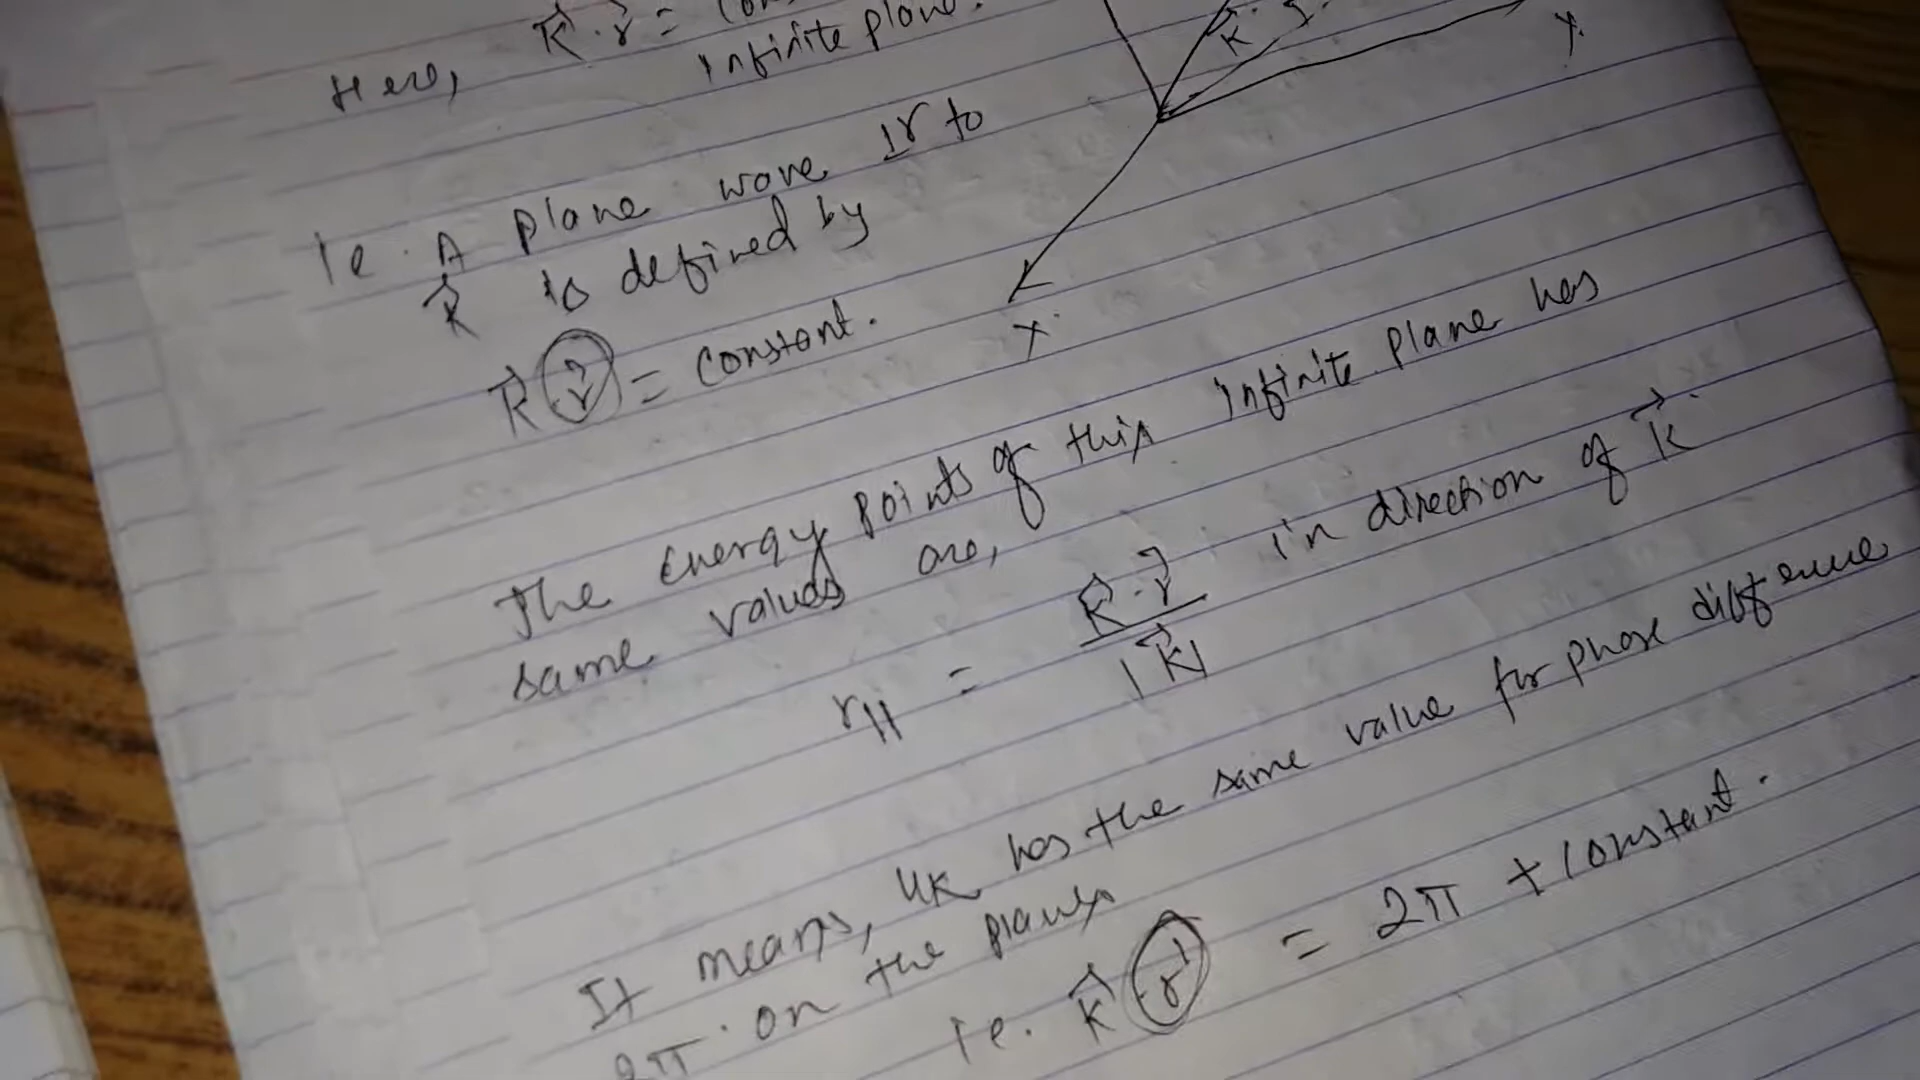 Here, K⃗·r⃗ =
infinite plane.
K⃗
Y.
ie. A plane wave ⊥r to
K⃗ is defined by
K⃗ · r⃗ = constant.
X
The energy points of this infinite plane has
same values are,
r∥ = K⃗·r⃗ / |K⃗| in direction of K⃗.
It means, uk has the same value for phase difference
2π on the planes
ie. K⃗·r⃗ = 2π + constant.